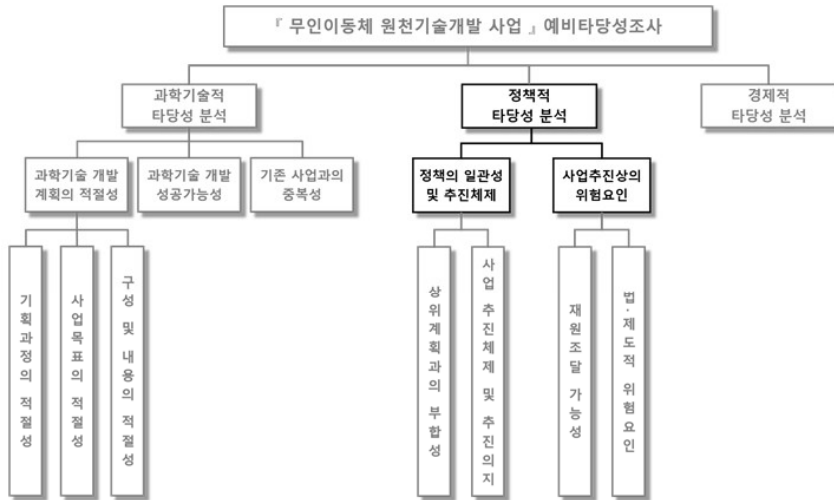 『 무인이동체 원천기술개발 사업 』 예비타당성조사
과학기술적
타당성 분석
정책적
타당성 분석
경제적
타당성 분석
과학기술 개발
계획의 적절성
과학기술 개발
성공가능성
기존 사업과의
중복성
정책의 일관성
및 추진체제
사업추진상의
위험요인
기획과정의 적절성
사업목표의 적절성
구성 및 내용의 적절성
상위계획과의 부합성
사업 추진체제 및 추진의지
재원조달 가능성
법·제도적 위험요인